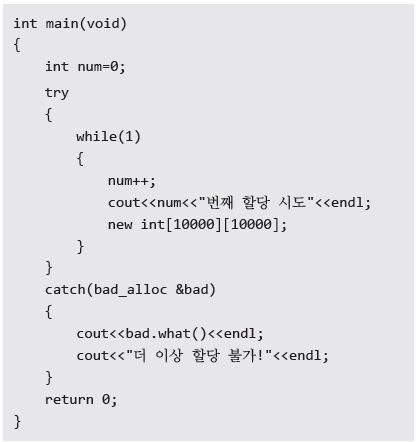 int main(void)
{
    int num=0;
    try
    {
        while(1)
        {
            num++;
            cout<<num<<"번째 할당 시도"<<endl;
            new int[10000][10000];
        }
    }
    catch(bad_alloc &bad)
    {
        cout<<bad.what()<<endl;
        cout<<"더 이상 할당 불가!"<<endl;
    }
    return 0;
}